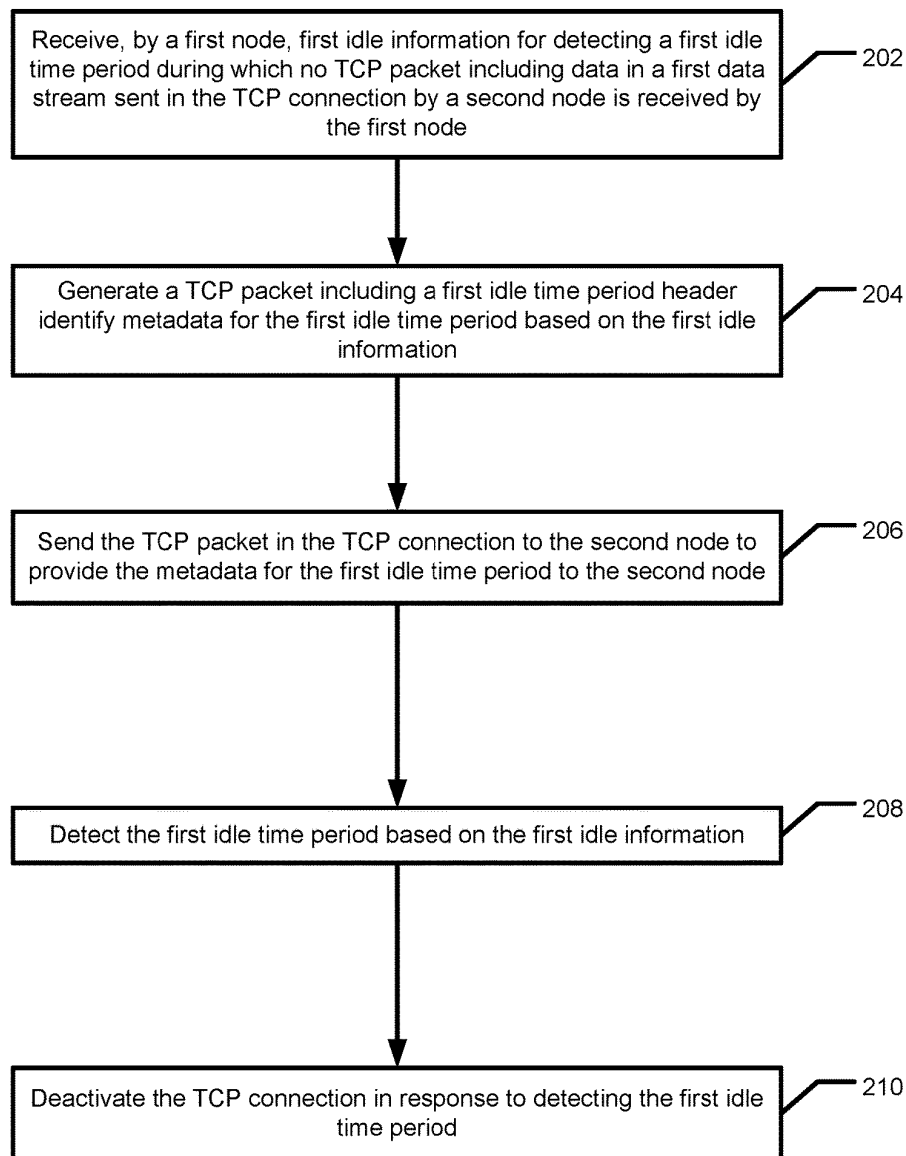 Receive, by a first node, first idle information for detecting a first idle
time period during which no TCP packet including data in a first data
stream sent in the TCP connection by a second node is received by
the first node
202
Generate a TCP packet including a first idle time period header
identify metadata for the first idle time period based on the first idle
information
204
Send the TCP packet in the TCP connection to the second node to
provide the metadata for the first idle time period to the second node
206
Detect the first idle time period based on the first idle information
208
Deactivate the TCP connection in response to detecting the first idle
time period
210